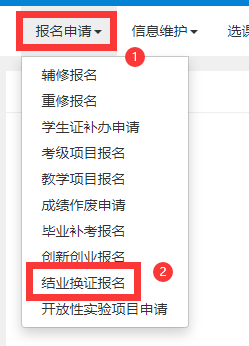 报名申请 信息维护 选课
1
辅修报名
重修报名
学生证补办申请
考级项目报名
教学项目报名
成绩作废申请
毕业补考报名
创新创业报名
2
结业换证报名
开放性实验项目申请